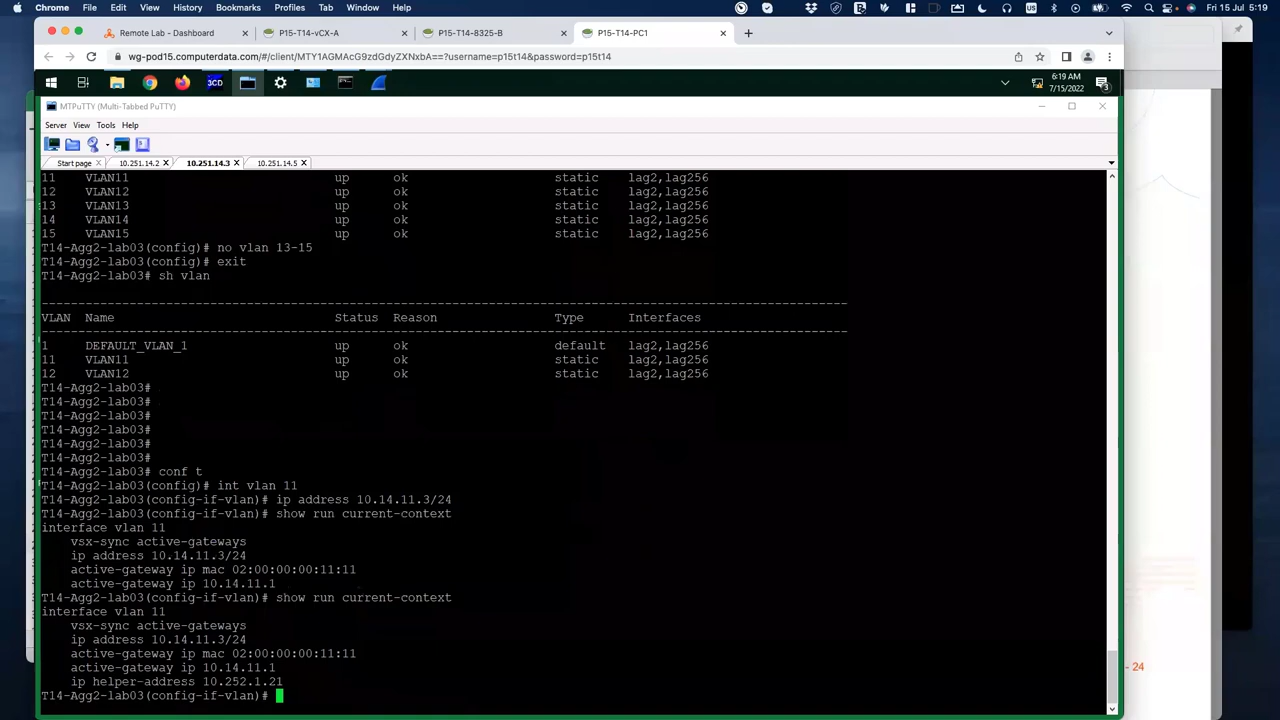 Chrome File Edit View History Bookmarks Profiles Tab Window Help Fri 15 Jul 5:19
Remote Lab - Dashboard P15-T14-vCX-A P15-T14-8325-B P15-T14-PC1
wg-pod15.computerdata.com/#/client/MTY1AGMAcG9zdGdyZXNxbA==?username=p15t14&password=p15t14
3CD 6:19 AM
7/15/2022 3
MTPuTTY (Multi-Tabbed PuTTY)
Server View Tools Help
Start page 10.251.14.2 10.251.14.3 10.251.14.5
11 VLAN11 up ok static lag2,lag256
12 VLAN12 up ok static lag2,lag256
13 VLAN13 up ok static lag2,lag256
14 VLAN14 up ok static lag2,lag256
15 VLAN15 up ok static lag2,lag256
T14-Agg2-lab03(config)# no vlan 13-15
T14-Agg2-lab03(config)# exit
T14-Agg2-lab03# sh vlan
VLAN Name Status Reason Type Interfaces
1 DEFAULT_VLAN_1 up ok default lag2,lag256
11 VLAN11 up ok static lag2,lag256
12 VLAN12 up ok static lag2,lag256
T14-Agg2-lab03#
T14-Agg2-lab03#
T14-Agg2-lab03#
T14-Agg2-lab03#
T14-Agg2-lab03#
T14-Agg2-lab03#
T14-Agg2-lab03# conf t
T14-Agg2-lab03(config)# int vlan 11
T14-Agg2-lab03(config-if-vlan)# ip address 10.14.11.3/24
T14-Agg2-lab03(config-if-vlan)# show run current-context
interface vlan 11
vsx-sync active-gateways
ip address 10.14.11.3/24
active-gateway ip mac 02:00:00:00:11:11
active-gateway ip 10.14.11.1
T14-Agg2-lab03(config-if-vlan)# show run current-context
interface vlan 11
vsx-sync active-gateways
ip address 10.14.11.3/24
active-gateway ip mac 02:00:00:00:11:11
active-gateway ip 10.14.11.1
ip helper-address 10.252.1.21
T14-Agg2-lab03(config-if-vlan)#
- 24